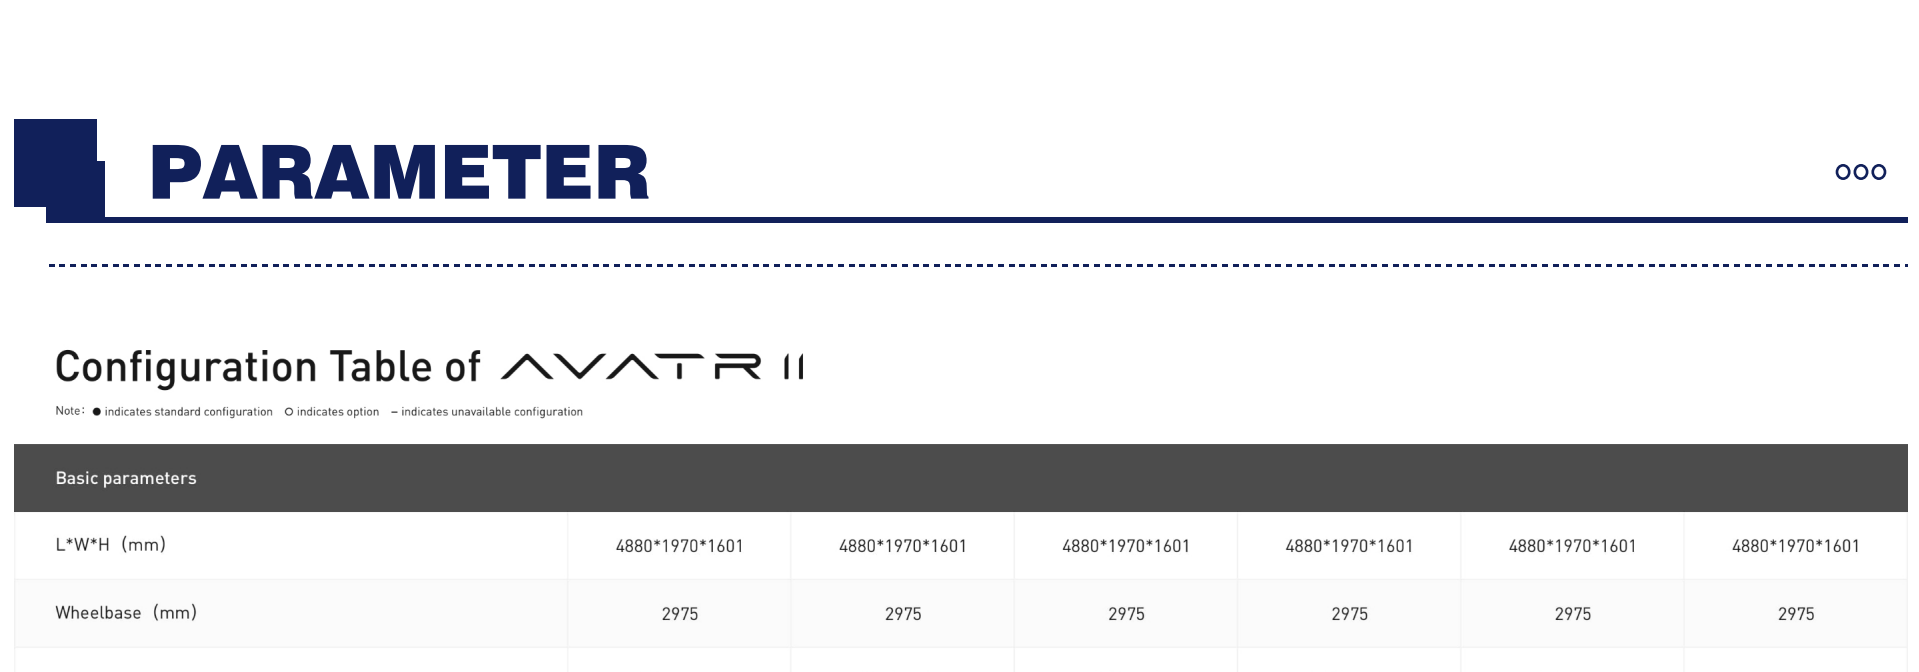 PARAMETER
Configuration Table of AVATR 11
Note: ● indicates standard configuration ○ indicates option – indicates unavailable configuration
Basic parameters
L*W*H (mm) 4880*1970*1601 4880*1970*1601 4880*1970*1601 4880*1970*1601 4880*1970*1601 4880*1970*1601
Wheelbase (mm) 2975 2975 2975 2975 2975 2975